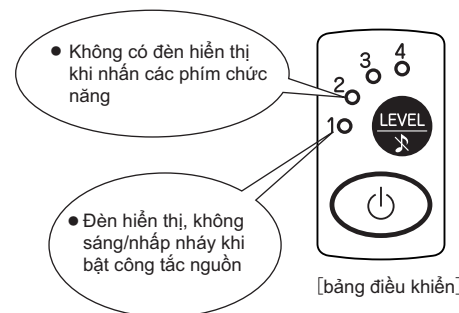 ● Không có đèn hiển thị
khi nhấn các phím chức
năng
● Đèn hiển thị, không
sáng/nhấp nháy khi
bật công tắc nguồn
1
2
3
4
LEVEL
[bảng điều khiển]